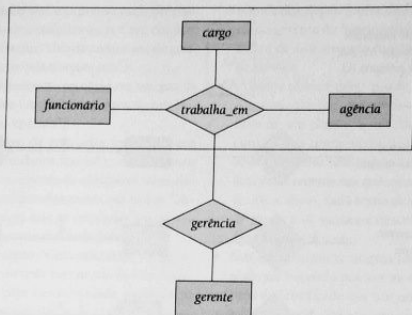 cargo
funcionário
trabalha_em
agência
gerência
gerente